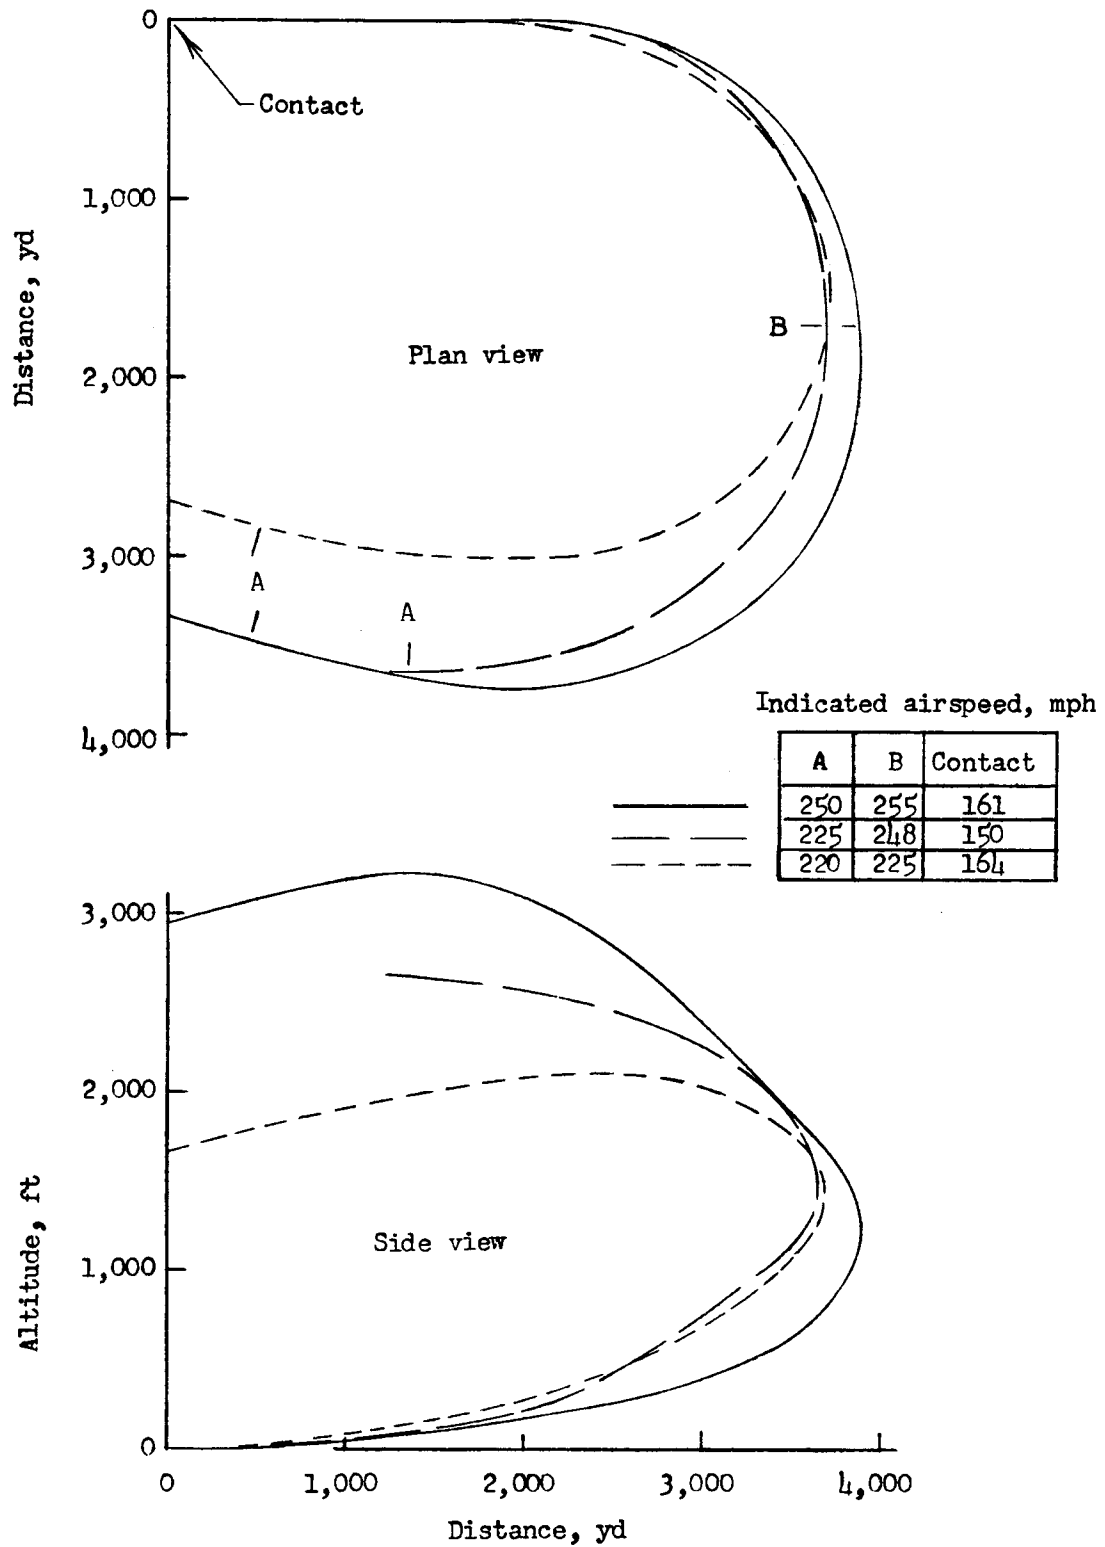 0
Contact
1,000
Distance, yd
B
Plan view
2,000
3,000
A
A
4,000
Indicated airspeed, mph
A B Contact
250 255 161
225 248 150
220 225 164
3,000
2,000
Altitude, ft
Side view
1,000
0
0 1,000 2,000 3,000 4,000
Distance, yd